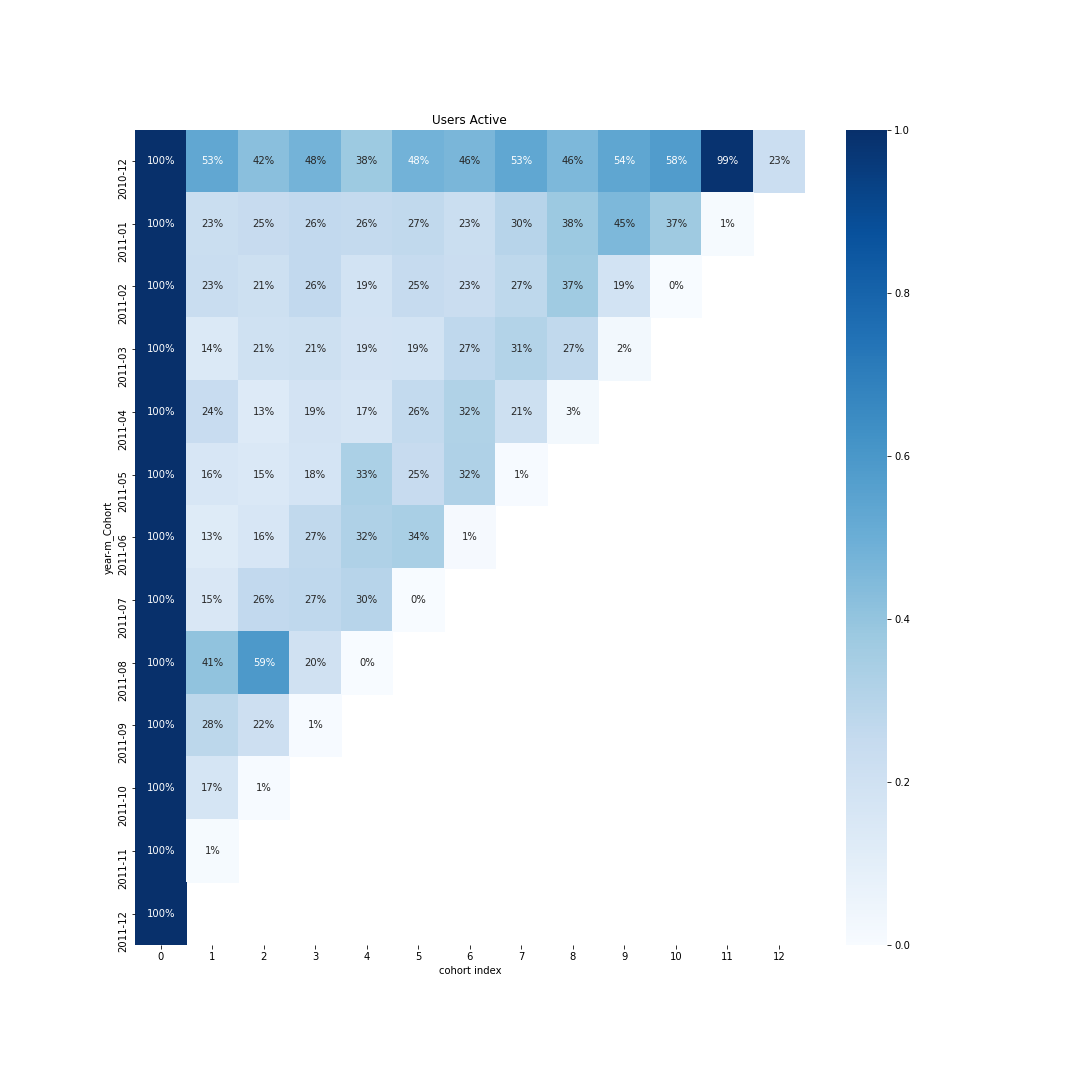 Users Active
year-m_Cohort
2010-12 100% 53% 42% 48% 38% 48% 46% 53% 46% 54% 58% 99% 23%
2011-01 100% 23% 25% 26% 26% 27% 23% 30% 38% 45% 37% 1%
2011-02 100% 23% 21% 26% 19% 25% 23% 27% 37% 19% 0%
2011-03 100% 14% 21% 21% 19% 19% 27% 31% 27% 2%
2011-04 100% 24% 13% 19% 17% 26% 32% 21% 3%
2011-05 100% 16% 15% 18% 33% 25% 32% 1%
2011-06 100% 13% 16% 27% 32% 34% 1%
2011-07 100% 15% 26% 27% 30% 0%
2011-08 100% 41% 59% 20% 0%
2011-09 100% 28% 22% 1%
2011-10 100% 17% 1%
2011-11 100% 1%
2011-12 100%
0 1 2 3 4 5 6 7 8 9 10 11 12
cohort index
1.0
0.8
0.6
0.4
0.2
0.0